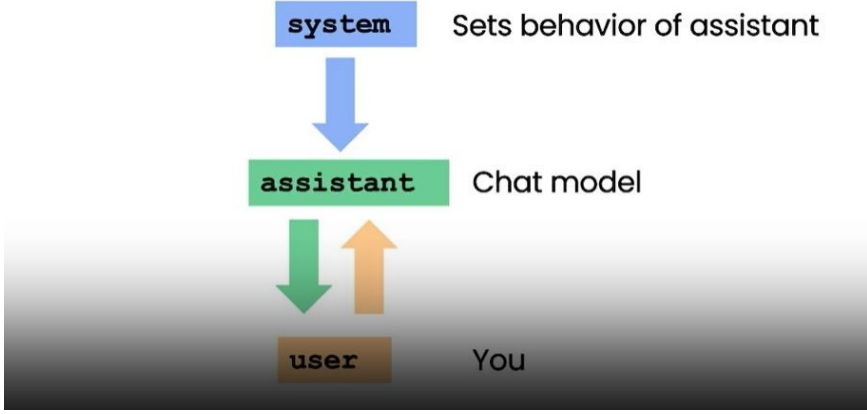 system Sets behavior of assistant
assistant Chat model
user You